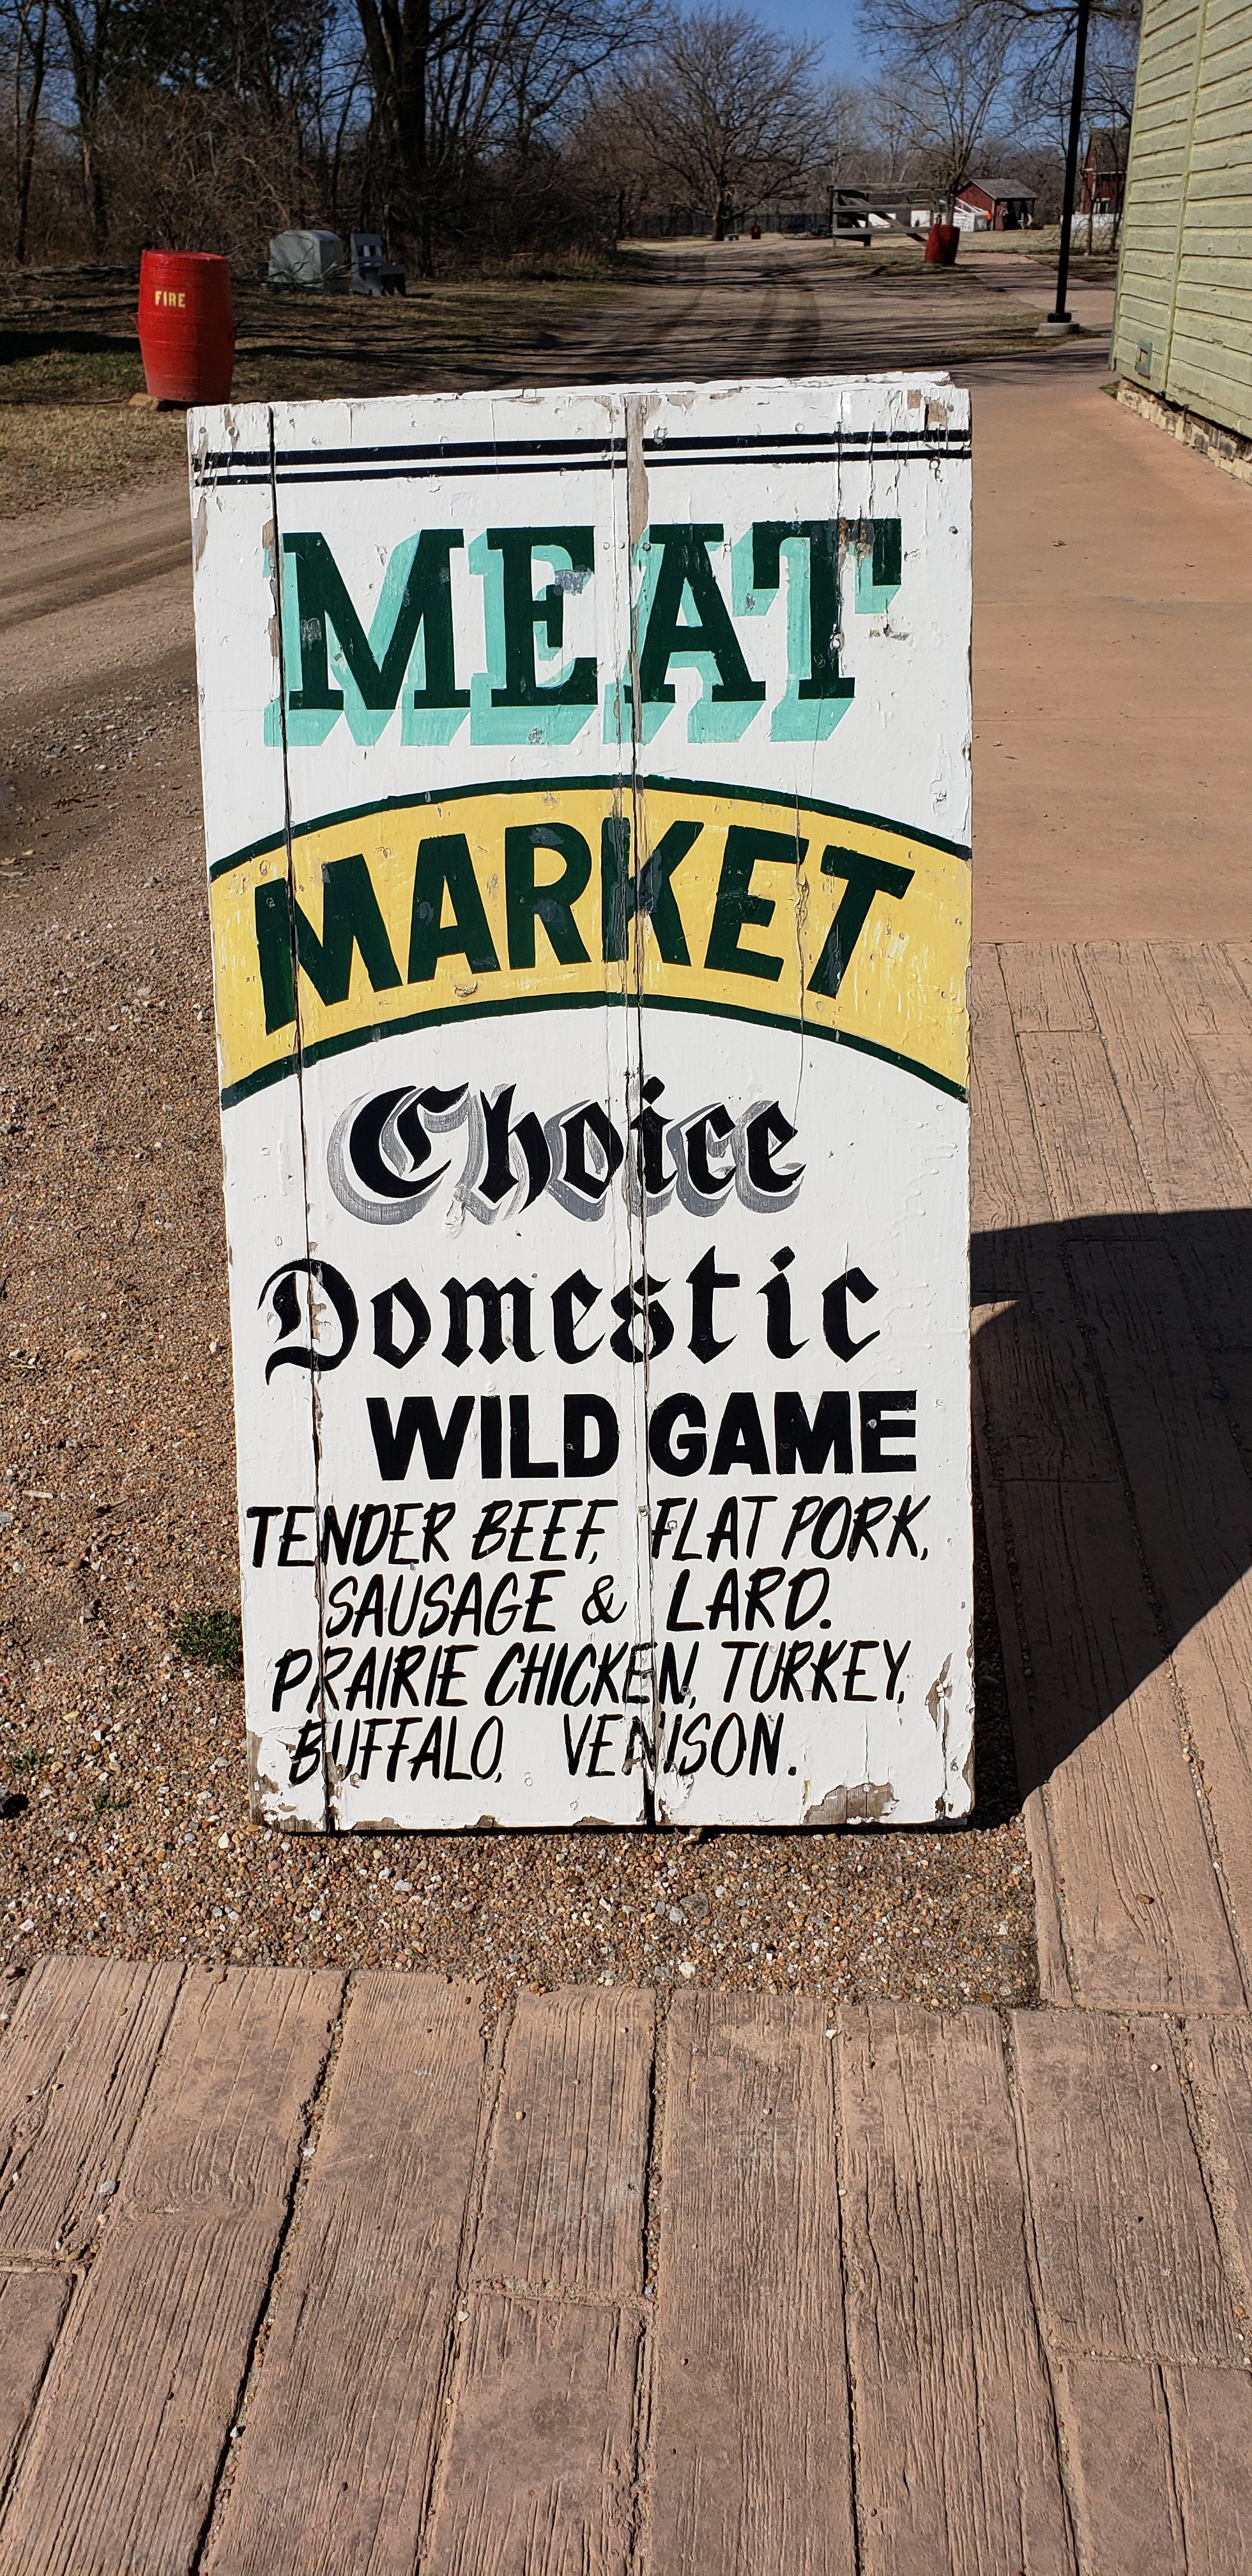 FIRE
MEAT
MARKET
Choice
Domestic
WILD GAME
TENDER BEEF, FLAT PORK,
SAUSAGE & LARD.
PRAIRIE CHICKEN, TURKEY,
BUFFALO, VENISON.